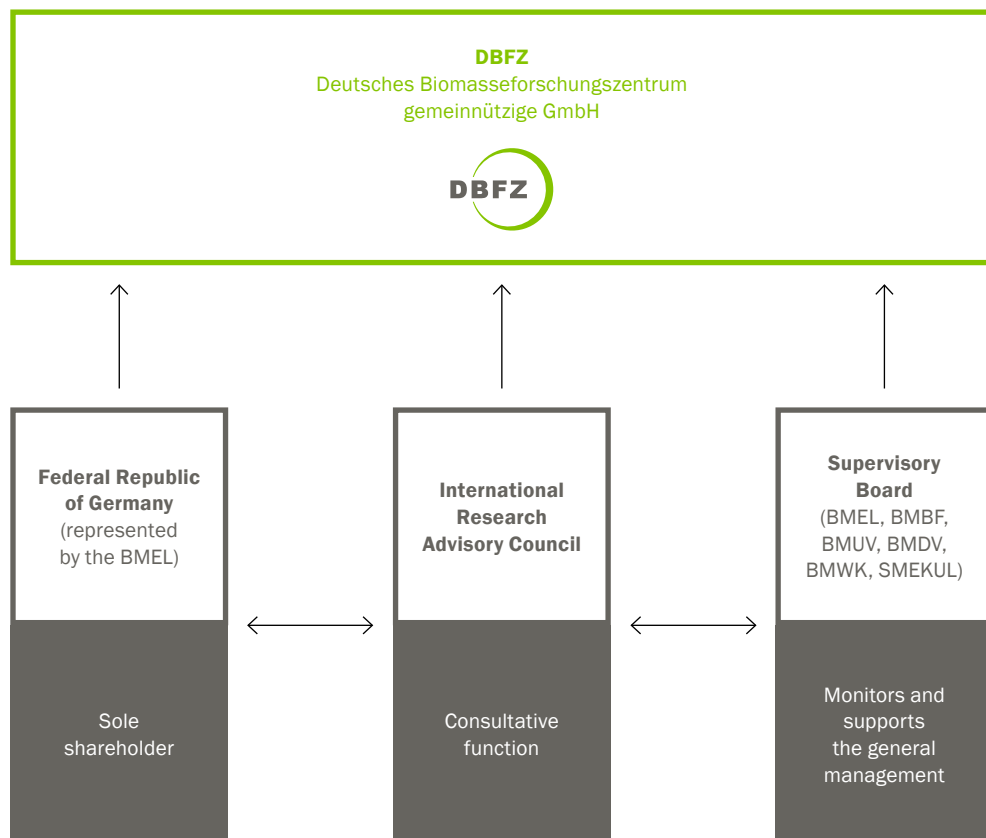 DBFZ
Deutsches Biomasseforschungszentrum
gemeinnützige GmbH
DBFZ
Federal Republic
of Germany
(represented
by the BMEL)
International
Research
Advisory Council
Supervisory
Board
(BMEL, BMBF,
BMUV, BMDV,
BMWK, SMEKUL)
Sole
shareholder
Consultative
function
Monitors and
supports
the general
management